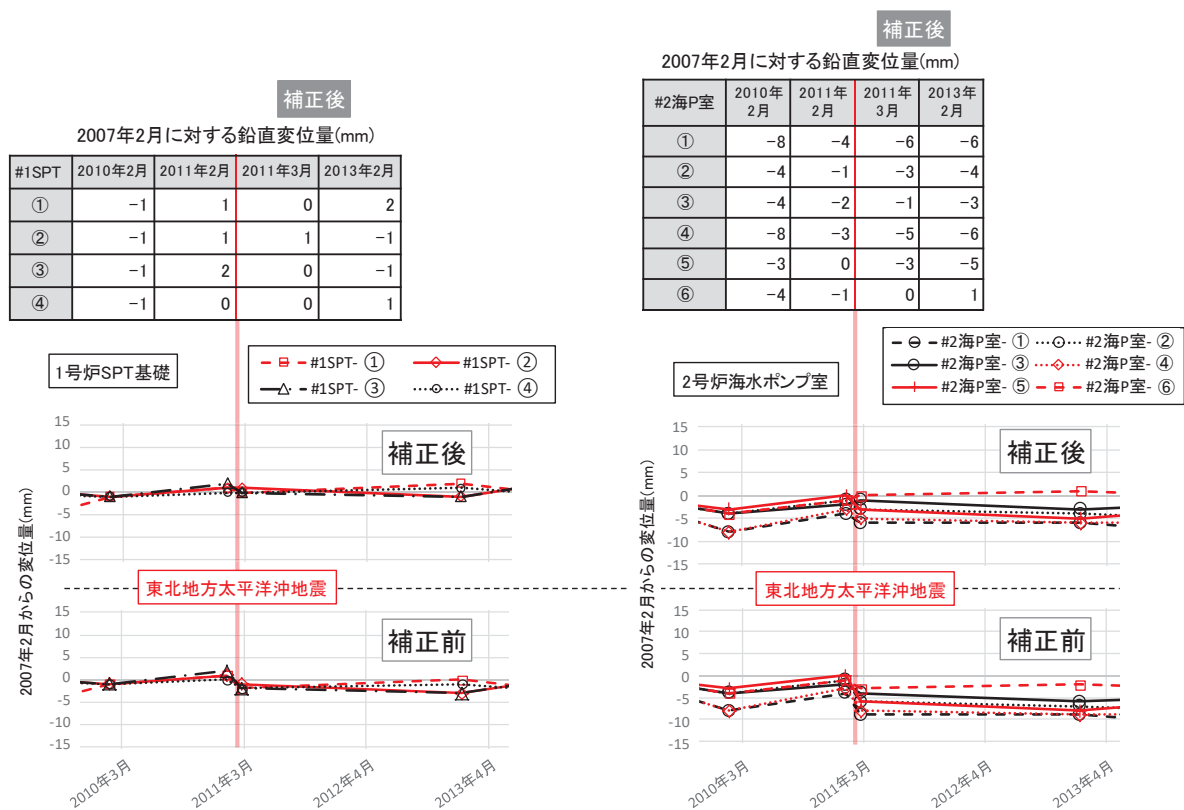 補正後
2007年2月に対する鉛直変位量(mm)
#1SPT 2010年2月 2011年2月 2011年3月 2013年2月
① -1 1 0 2
② -1 1 1 -1
③ -1 2 0 -1
④ -1 0 0 1
1号炉SPT基礎
#1SPT- ① #1SPT- ②
#1SPT- ③ #1SPT- ④
2007年2月からの変位量(mm)
補正後
15
10
5
0
-5
-10
-15
東北地方太平洋沖地震
補正前
15
10
5
0
-5
-10
-15
2010年3月 2011年3月 2012年4月 2013年4月
補正後
2007年2月に対する鉛直変位量(mm)
#2海P室 2010年2月 2011年2月 2011年3月 2013年2月
① -8 -4 -6 -6
② -4 -1 -3 -4
③ -4 -2 -1 -3
④ -8 -3 -5 -6
⑤ -3 0 -3 -5
⑥ -4 -1 0 1
2号炉海水ポンプ室
#2海P室- ① #2海P室- ②
#2海P室- ③ #2海P室- ④
#2海P室- ⑤ #2海P室- ⑥
2007年2月からの変位量(mm)
補正後
15
10
5
0
-5
-10
-15
東北地方太平洋沖地震
補正前
15
10
5
0
-5
-10
-15
2010年3月 2011年3月 2012年4月 2013年4月